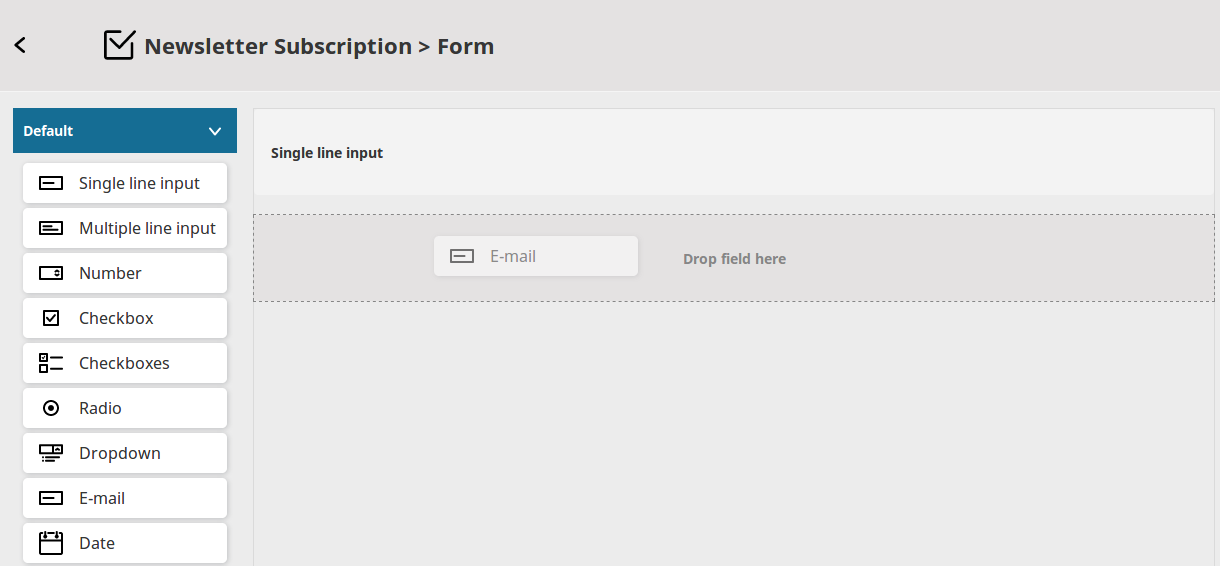 Newsletter Subscription > Form
Default
Single line input
Multiple line input
Number
Checkbox
Checkboxes
Radio
Dropdown
E-mail
Date
Single line input
E-mail
Drop field here